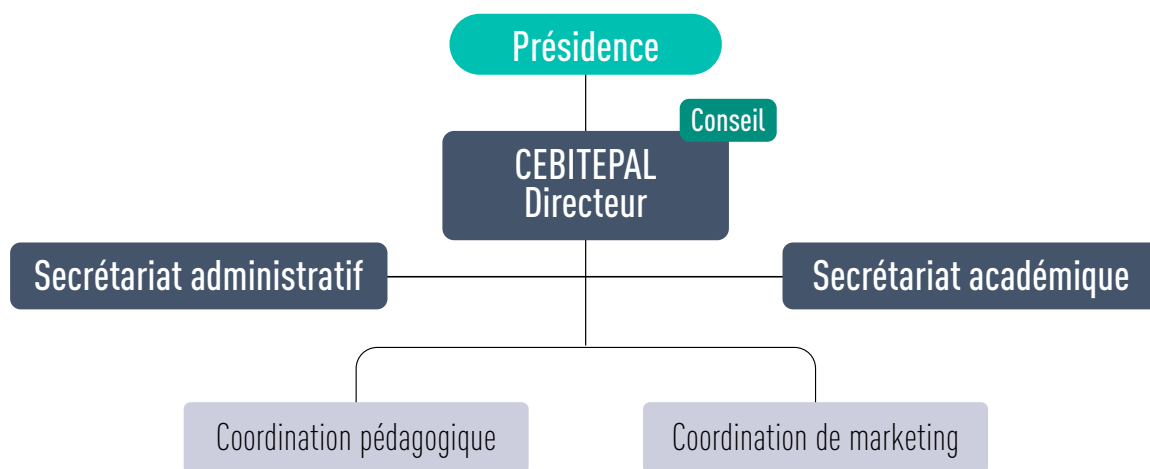 Présidence
Conseil
CEBITEPAL
Directeur
Secrétariat administratif
Secrétariat académique
Coordination pédagogique
Coordination de marketing